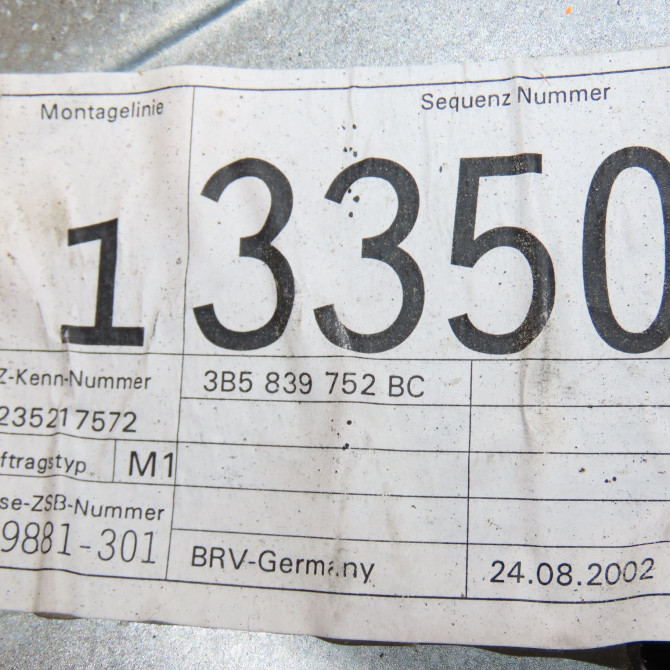 Montagelinie
Sequenz Nummer
1
3350
Z-Kenn-Nummer
3B5 839 752 BC
235217572
ftragstyp
M1
se-ZSB-Nummer
9881-301
BRV-Germany
24.08.2002